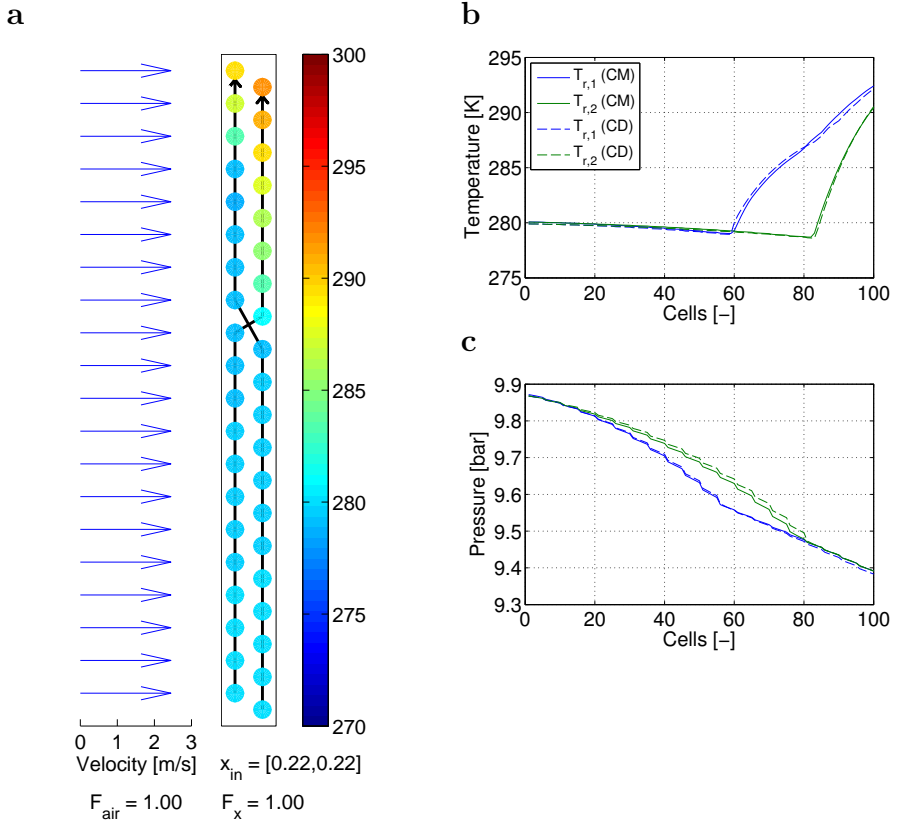 a
300
295
290
285
280
275
270
0 1 2 3
Velocity [m/s]
x_in = [0.22,0.22]
F_air = 1.00
F_x = 1.00
b
295
290
285
280
275
Temperature [K]
T_r,1 (CM)
T_r,2 (CM)
T_r,1 (CD)
T_r,2 (CD)
0 20 40 60 80 100
Cells [−]
c
9.9
9.8
9.7
9.6
9.5
9.4
9.3
Pressure [bar]
0 20 40 60 80 100
Cells [−]